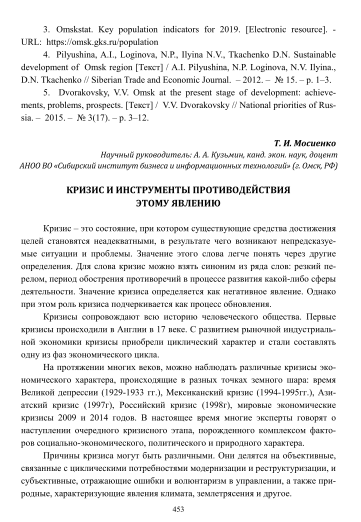 3. Omskstat. Key population indicators for 2019. [Electronic resource]. -
URL: https://omsk.gks.ru/population
4. Pilyushina, A.I., Loginova, N.P., Ilyina N.V., Tkachenko D.N. Sustainable
development of Omsk region [Текст] / A.I. Pilyushina, N.P. Loginova, N.V. Ilyina.,
D.N. Tkachenko // Siberian Trade and Economic Journal. – 2012. – № 15. – p. 1–3.
5. Dvorakovsky, V.V. Omsk at the present stage of development: achieve-
ments, problems, prospects. [Tekst] / V.V. Dvorakovsky // National priorities of Rus-
sia. – 2015. – № 3(17). – p. 3–12.
Т. И. Мосиенко
Научный руководитель: А. А. Кузьмин, канд. экон. наук, доцент
АНОО ВО «Сибирский институт бизнеса и информационных технологий» (г. Омск, РФ)
КРИЗИС И ИНСТРУМЕНТЫ ПРОТИВОДЕЙСТВИЯ
ЭТОМУ ЯВЛЕНИЮ
Кризис – это состояние, при котором существующие средства достижения
целей становятся неадекватными, в результате чего возникают непредсказуе-
мые ситуации и проблемы. Значение этого слова легче понять через другие
определения. Для слова кризис можно взять синоним из ряда слов: резкий пе-
релом, период обострения противоречий в процессе развития какой-либо сферы
деятельности. Значение кризиса определяется как негативное явление. Однако
при этом роль кризиса подчеркивается как процесс обновления.
Кризисы сопровождают всю историю человеческого общества. Первые
кризисы происходили в Англии в 17 веке. С развитием рыночной индустриаль-
ной экономики кризисы приобрели циклический характер и стали составлять
одну из фаз экономического цикла.
На протяжении многих веков, можно наблюдать различные кризисы эко-
номического характера, происходящие в разных точках земного шара: время
Великой депрессии (1929-1933 гг.), Мексиканский кризис (1994-1995гг.), Ази-
атский кризис (1997г), Российский кризис (1998г), мировые экономические
кризисы 2009 и 2014 годов. В настоящее время многие эксперты говорят о
наступлении очередного кризисного этапа, порожденного комплексом факто-
ров социально-экономического, политического и природного характера.
Причины кризиса могут быть различными. Они делятся на объективные,
связанные с циклическими потребностями модернизации и реструктуризации, и
субъективные, отражающие ошибки и волюнтаризм в управлении, а также при-
родные, характеризующие явления климата, землетрясения и другое.
453